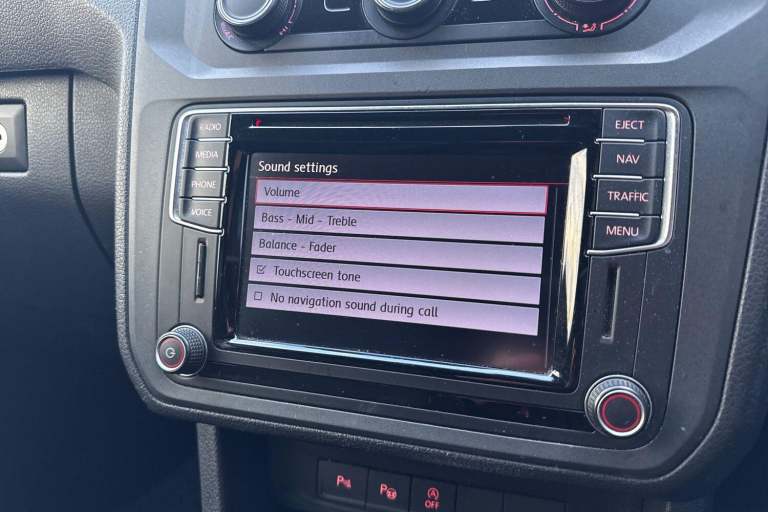 RADIO
MEDIA
PHONE
VOICE
Sound settings
Volume
Bass - Mid - Treble
Balance - Fader
Touchscreen tone
No navigation sound during call
EJECT
NAV
TRAFFIC
MENU
P
P
A
OFF